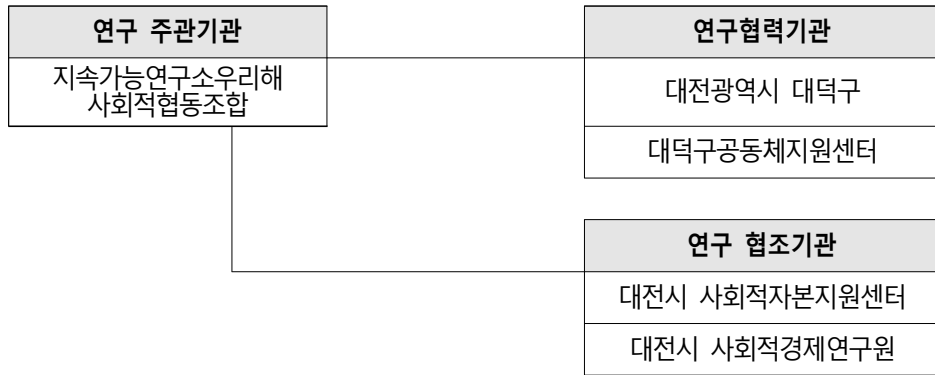 연구 주관기관
지속가능연구소우리해
사회적협동조합
연구협력기관
대전광역시 대덕구
대덕구공동체지원센터
연구 협조기관
대전시 사회적자본지원센터
대전시 사회적경제연구원